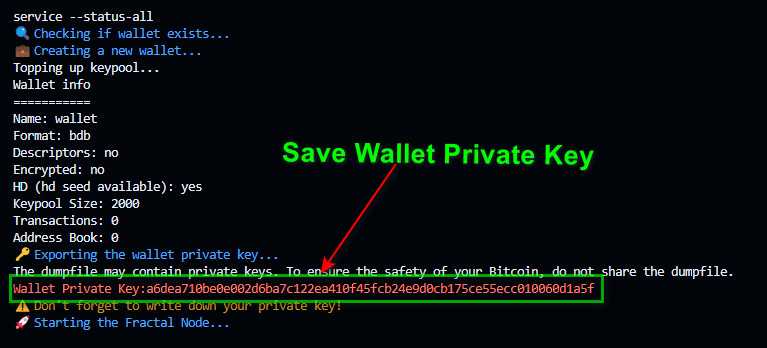 service --status-all
🔍 Checking if wallet exists...
💼 Creating a new wallet...
Topping up keypool...
Wallet info
===========
Name: wallet
Format: bdb
Descriptors: no
Encrypted: no
HD (hd seed available): yes
Keypool Size: 2000
Transactions: 0
Address Book: 0
Save Wallet Private Key
🔑 Exporting the wallet private key...
The dumpfile may contain private keys. To ensure the safety of your Bitcoin, do not share the dumpfile.
Wallet Private Key:a6dea710be0e002d6ba7c122ea410f45fcb24e9d0cb175ce55ecc010060d1a5f
⚠️ Don't forget to write down your private key!
🚀 Starting the Fractal Node...